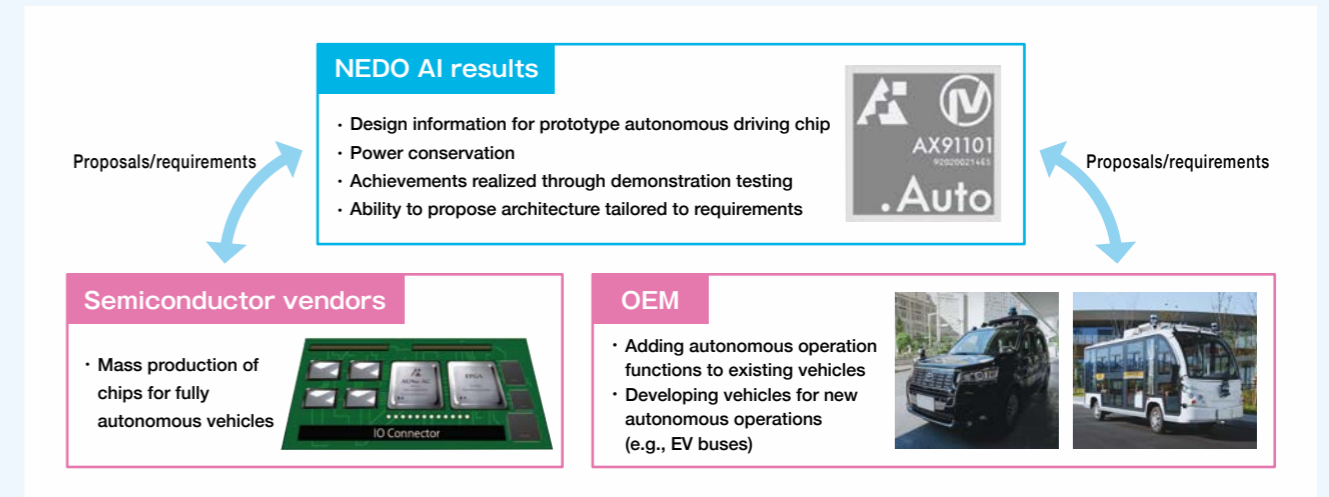 NEDO AI results
・Design information for prototype autonomous driving chip
・Power conservation
・Achievements realized through demonstration testing
・Ability to propose architecture tailored to requirements
AX91101
.Auto
Proposals/requirements
Proposals/requirements
Semiconductor vendors
・Mass production of
chips for fully
autonomous vehicles
FPGA
IO Connector
OEM
・Adding autonomous operation
functions to existing vehicles
・Developing vehicles for new
autonomous operations
(e.g., EV buses)